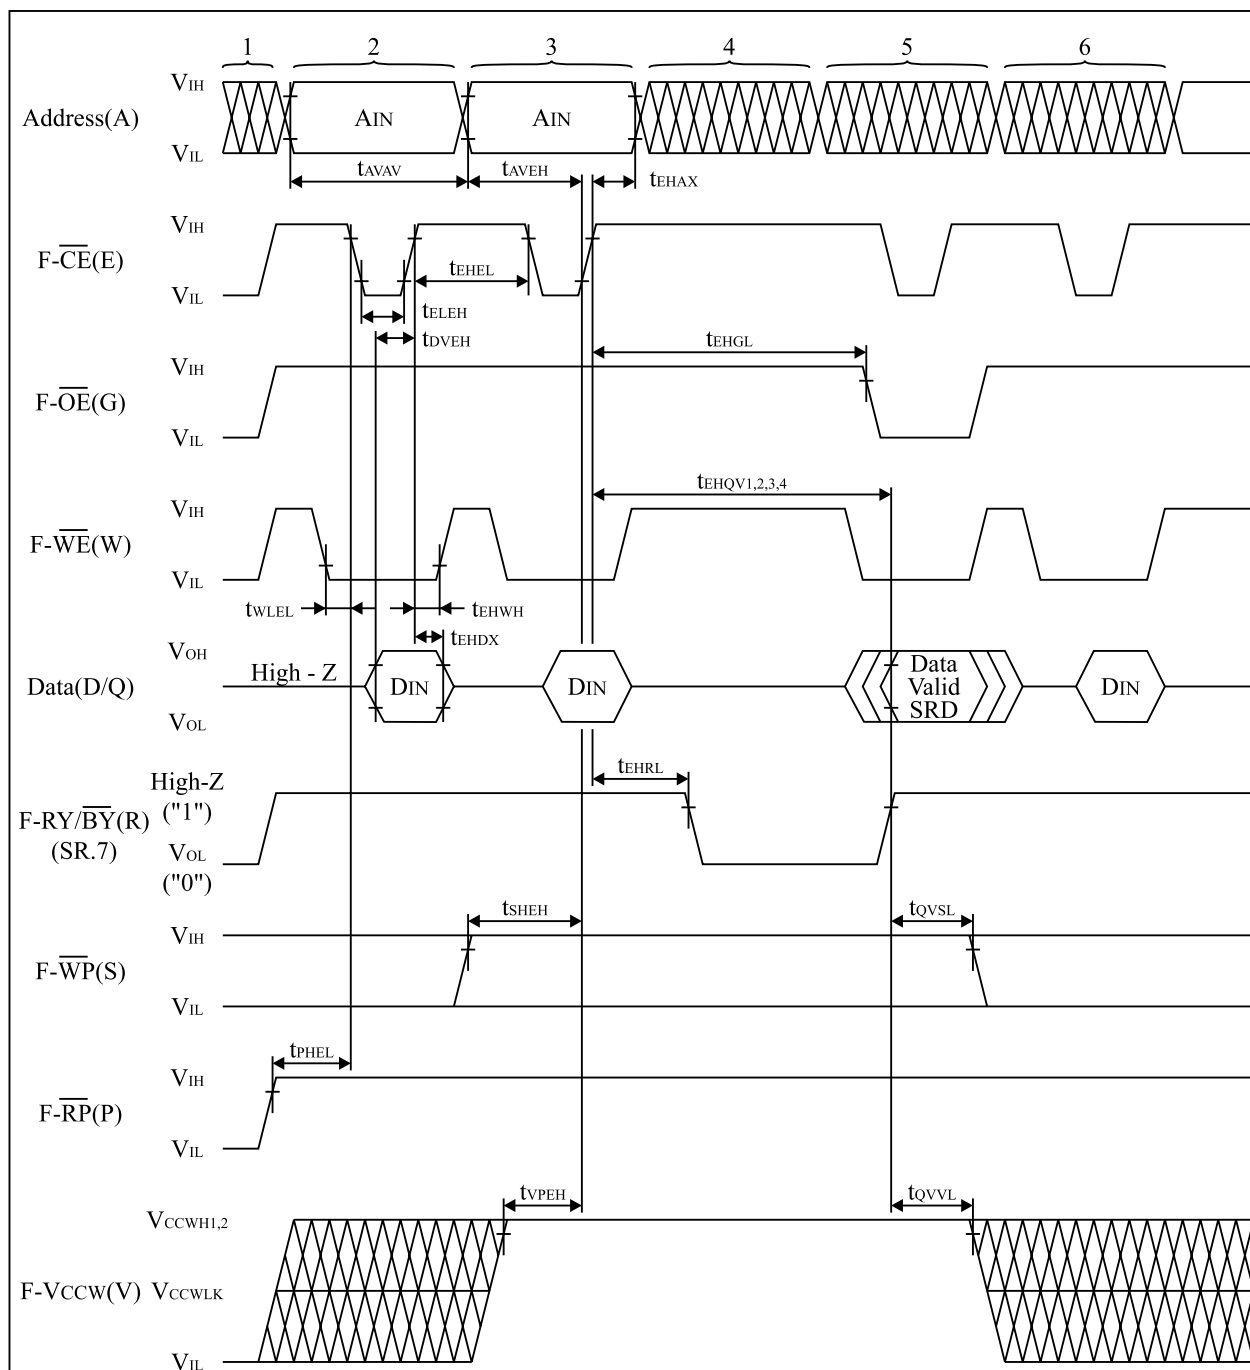 1 2 3 4 5 6
VIH
Address(A) AIN AIN
VIL
tAVAV tAVEH tEHAX
VIH
F-CE(E)
tEHEL
VIL
tELEH
tDVEH tEHGL
VIH
F-OE(G)
VIL
tEHQV1,2,3,4
VIH
F-WE(W)
VIL
tWLEL tEHWH
tEHDX
VOH
High - Z
Data(D/Q) DIN DIN Data Valid SRD DIN
VOL
tEHRL
High-Z
("1")
F-RY/BY(R)
(SR.7)
VOL
("0")
tSHEH tQVSL
VIH
F-WP(S)
VIL
tPHEL
VIH
F-RP(P)
VIL
tVPEH tQVVL
VCCWH1,2
F-VCCW(V) VCCWLK
VIL